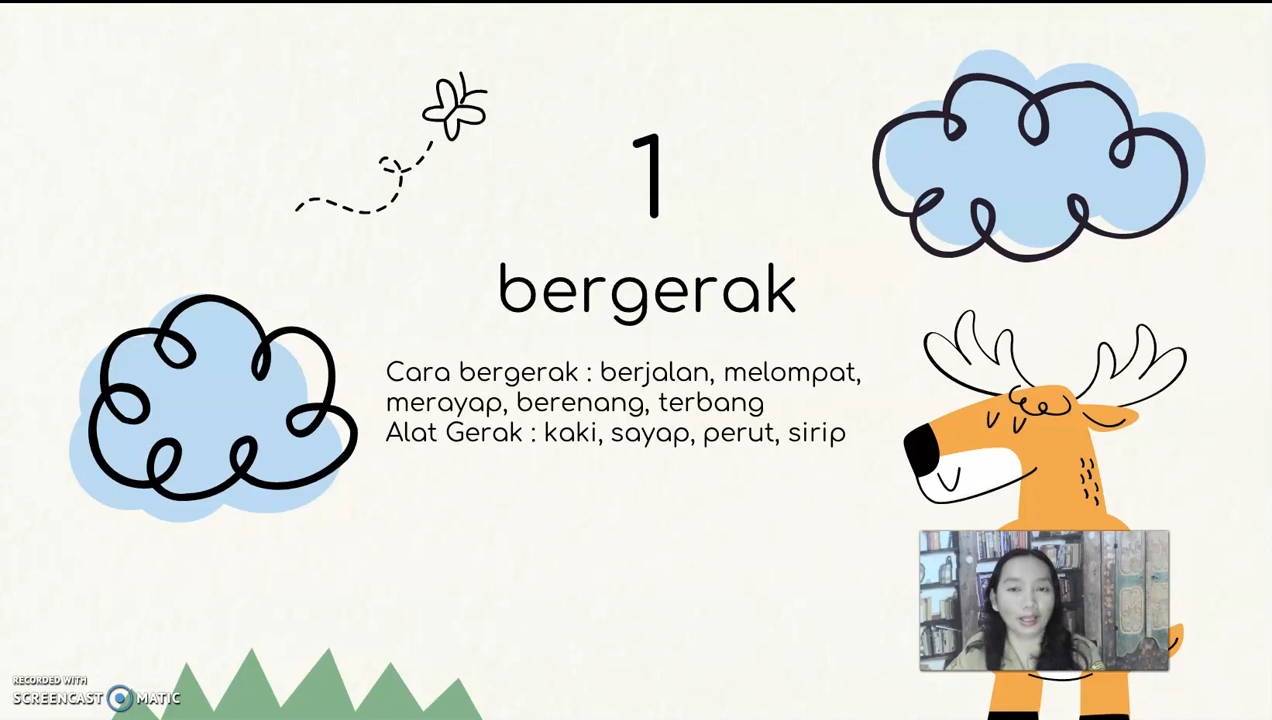 1
bergerak
Cara bergerak : berjalan, melompat,
merayap, berenang, terbang
Alat Gerak : kaki, sayap, perut, sirip
RECORDED WITH
SCREENCAST MATIC